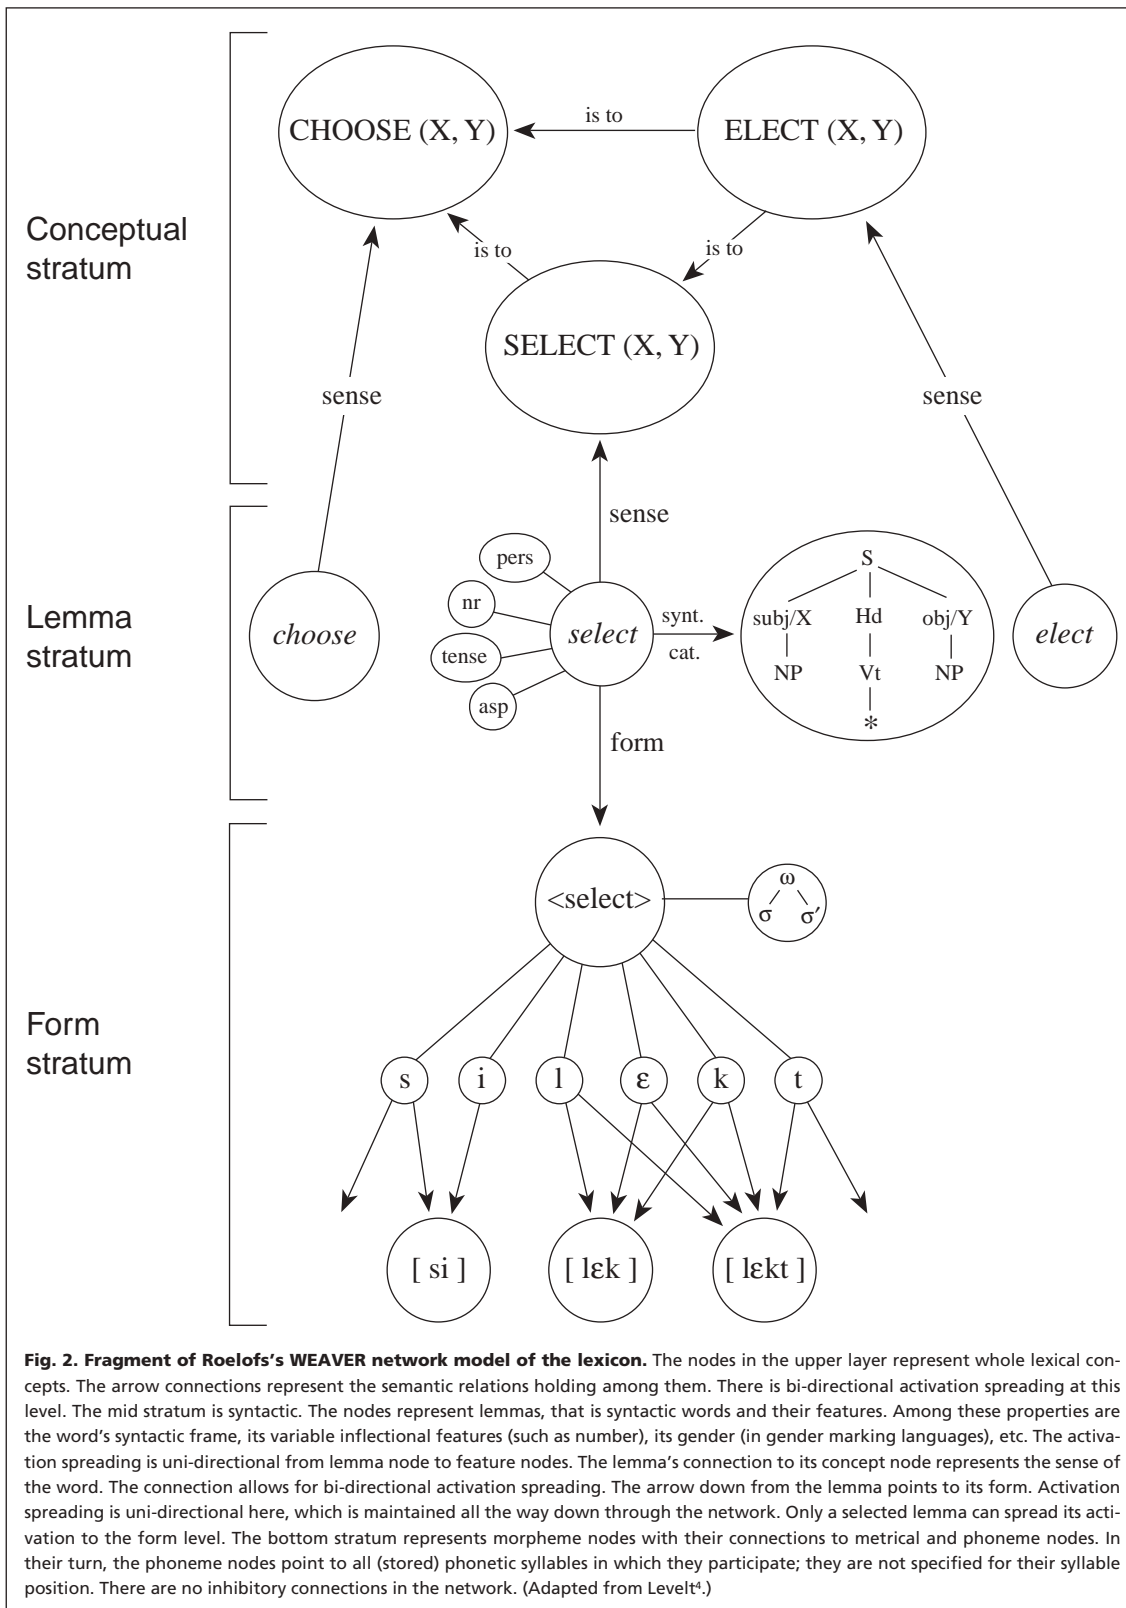 CHOOSE (X, Y)
is to
ELECT (X, Y)
Conceptual
stratum
is to
is to
SELECT (X, Y)
sense
sense
sense
Lemma
stratum
choose
pers
nr
tense
asp
select
synt.
cat.
S
subj/X
Hd
obj/Y
NP
Vt
NP
*
elect
form
<select>
ω
σ
σ′
Form
stratum
s
i
l
ε
k
t
[ si ]
[ lεk ]
[ lεkt ]
Fig. 2. Fragment of Roelofs's WEAVER network model of the lexicon. The nodes in the upper layer represent whole lexical con-
cepts. The arrow connections represent the semantic relations holding among them. There is bi-directional activation spreading at this
level. The mid stratum is syntactic. The nodes represent lemmas, that is syntactic words and their features. Among these properties are
the word's syntactic frame, its variable inflectional features (such as number), its gender (in gender marking languages), etc. The activa-
tion spreading is uni-directional from lemma node to feature nodes. The lemma's connection to its concept node represents the sense of
the word. The connection allows for bi-directional activation spreading. The arrow down from the lemma points to its form. Activation
spreading is uni-directional here, which is maintained all the way down through the network. Only a selected lemma can spread its acti-
vation to the form level. The bottom stratum represents morpheme nodes with their connections to metrical and phoneme nodes. In
their turn, the phoneme nodes point to all (stored) phonetic syllables in which they participate; they are not specified for their syllable
position. There are no inhibitory connections in the network. (Adapted from Levelt⁴.)